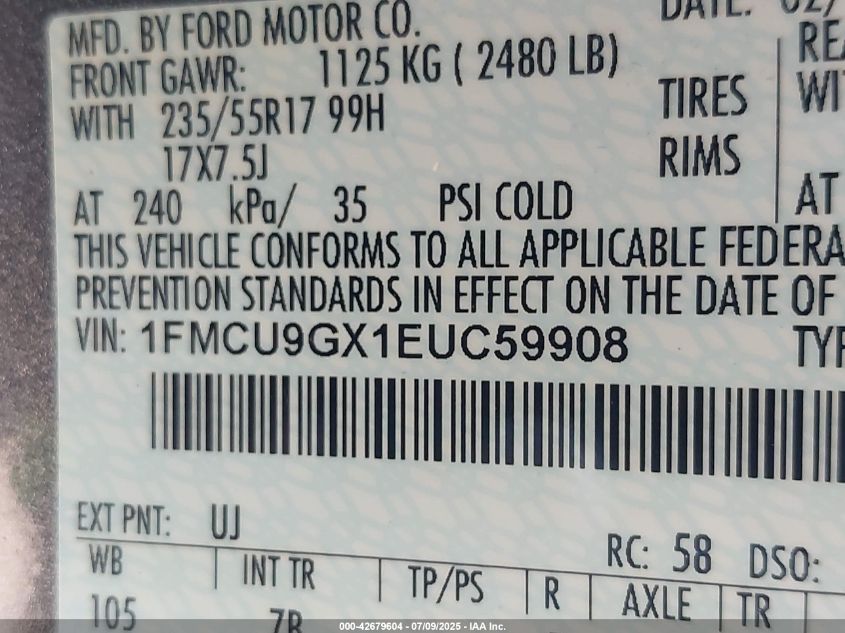 DATE: 02/
MFD. BY FORD MOTOR CO.
FRONT GAWR: 1125 KG ( 2480 LB)
WITH 235/55R17 99H TIRES
17X7.5J RIMS
AT 240 kPa/ 35 PSI COLD AT
THIS VEHICLE CONFORMS TO ALL APPLICABLE
PREVENTION STANDARDS IN EFFECT ON THE DATE OF
VIN: 1FMCU9GX1EUC59908
EXT PNT: UJ RC: 58 DSO:
WB INT TR TP/PS R AXLE TR
105
000-42679604 - 07/09/2025 - IAA Inc.